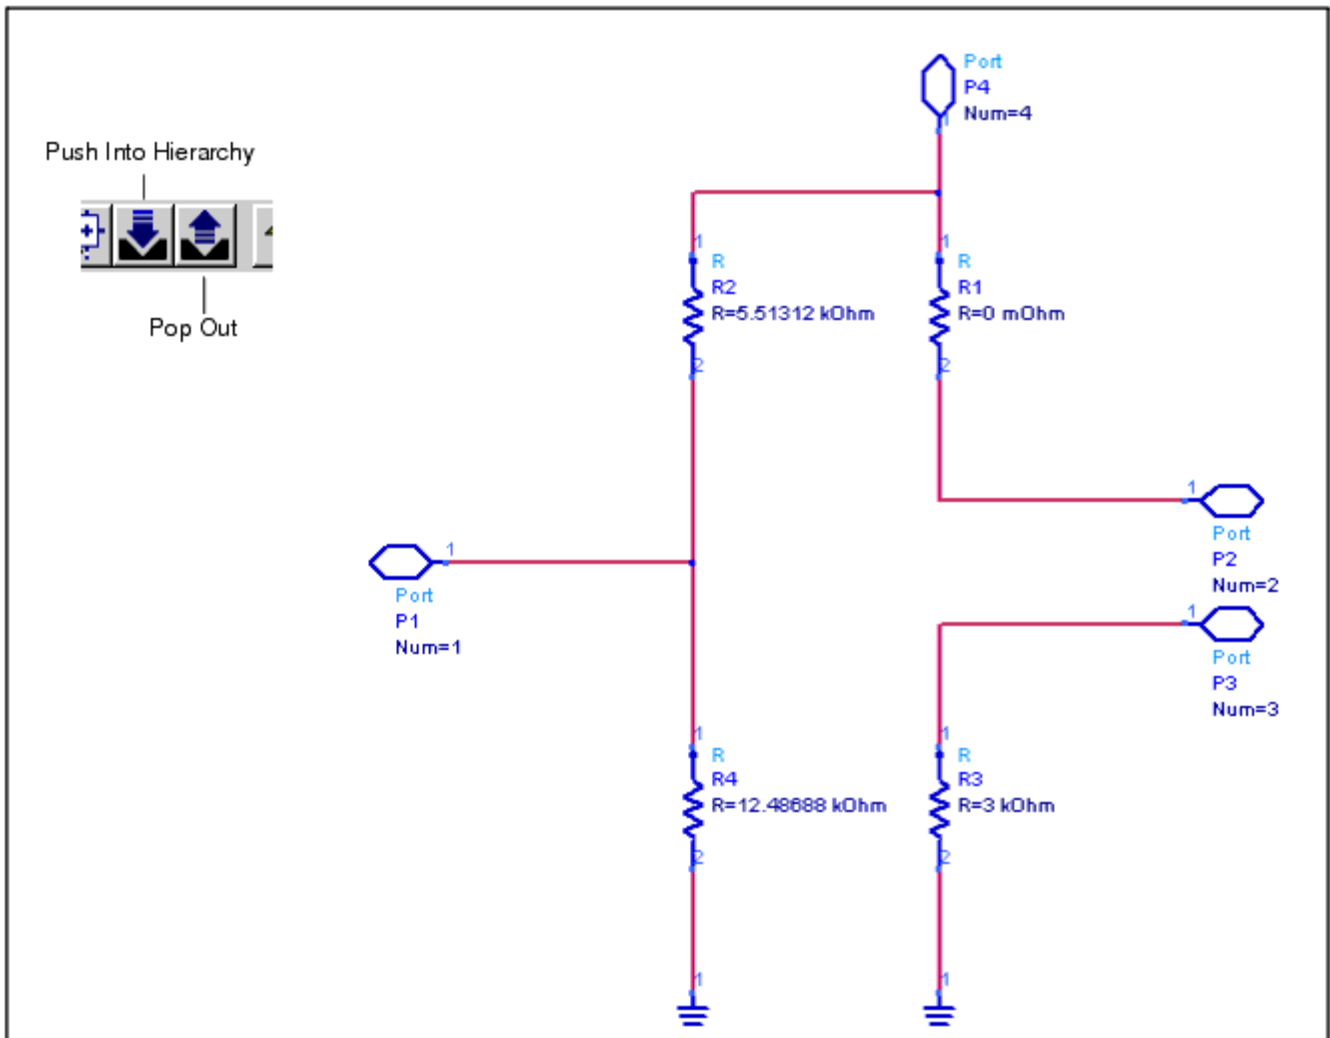 Push Into Hierarchy
Pop Out
Port
P4
Num=4
1
1
R
R2
R=5.51312 kOhm
2
1
R
R1
R=0 mOhm
2
1
Port
P2
Num=2
1
Port
P1
Num=1
1
Port
P3
Num=3
1
R
R4
R=12.48688 kOhm
2
1
1
R
R3
R=3 kOhm
2
1